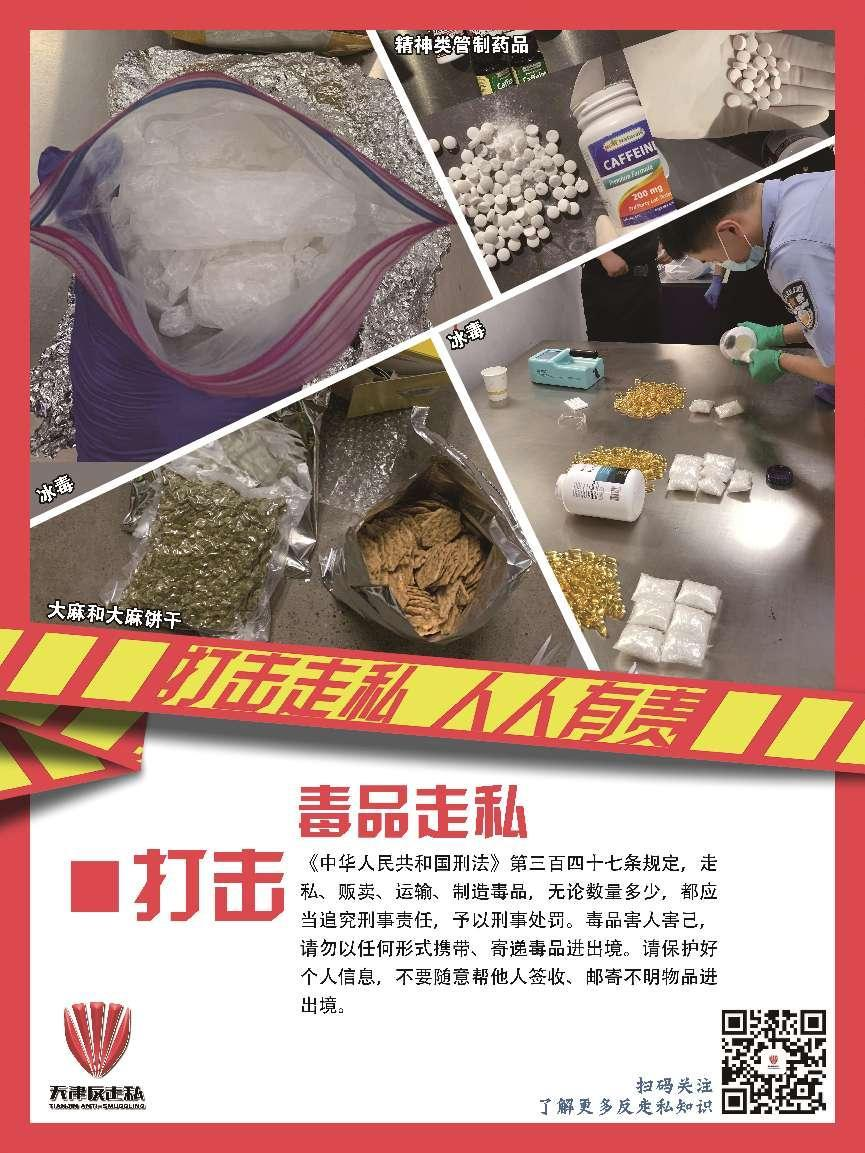 精神类管制药品
Caffeine
Naturals
CAFFEINE
Premium Formula
200 mg
冰毒
冰毒
大麻和大麻饼干
打击走私 人人有责
毒品走私
打击
《中华人民共和国刑法》第三百四十七条规定，走
私、贩卖、运输、制造毒品，无论数量多少，都应
当追究刑事责任，予以刑事处罚。毒品害人害己，
请勿以任何形式携带、寄递毒品进出境。请保护好
个人信息，不要随意帮他人签收、邮寄不明物品进
出境。
天津反走私
TIANJIN ANTI-SMUGGLING
扫码关注
了解更多反走私知识